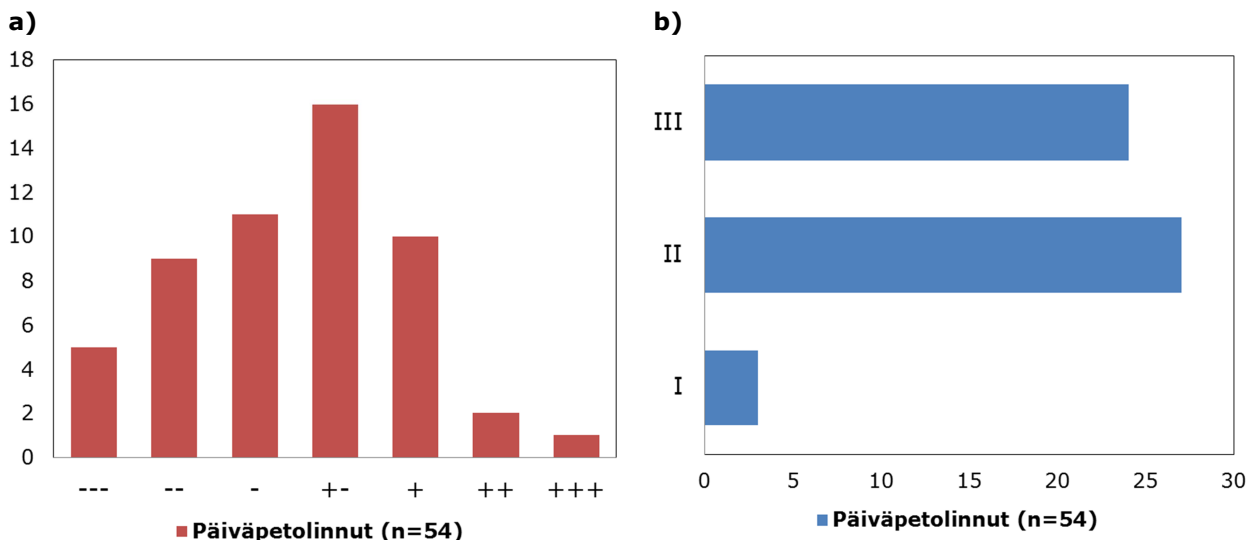 a)
18
16
14
12
10
8
6
4
2
0
--- -- - +- + ++ +++
Päiväpetolinnut (n=54)
b)
III
II
I
0 5 10 15 20 25 30
Päiväpetolinnut (n=54)